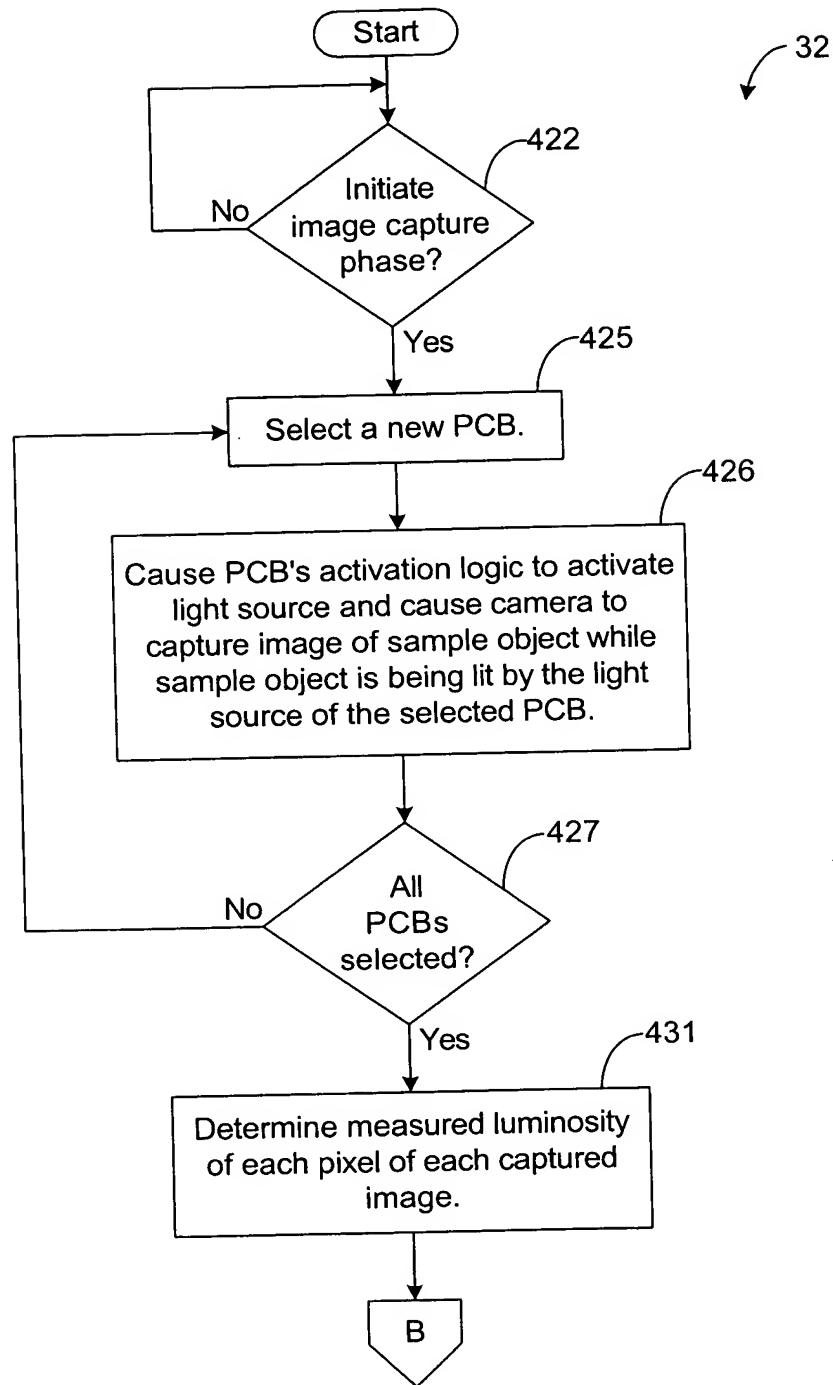 Start
32
422
Initiate
image capture
phase?
No
Yes
425
Select a new PCB.
426
Cause PCB's activation logic to activate
light source and cause camera to
capture image of sample object while
sample object is being lit by the light
source of the selected PCB.
427
All
PCBs
selected?
No
Yes
431
Determine measured luminosity
of each pixel of each captured
image.
B